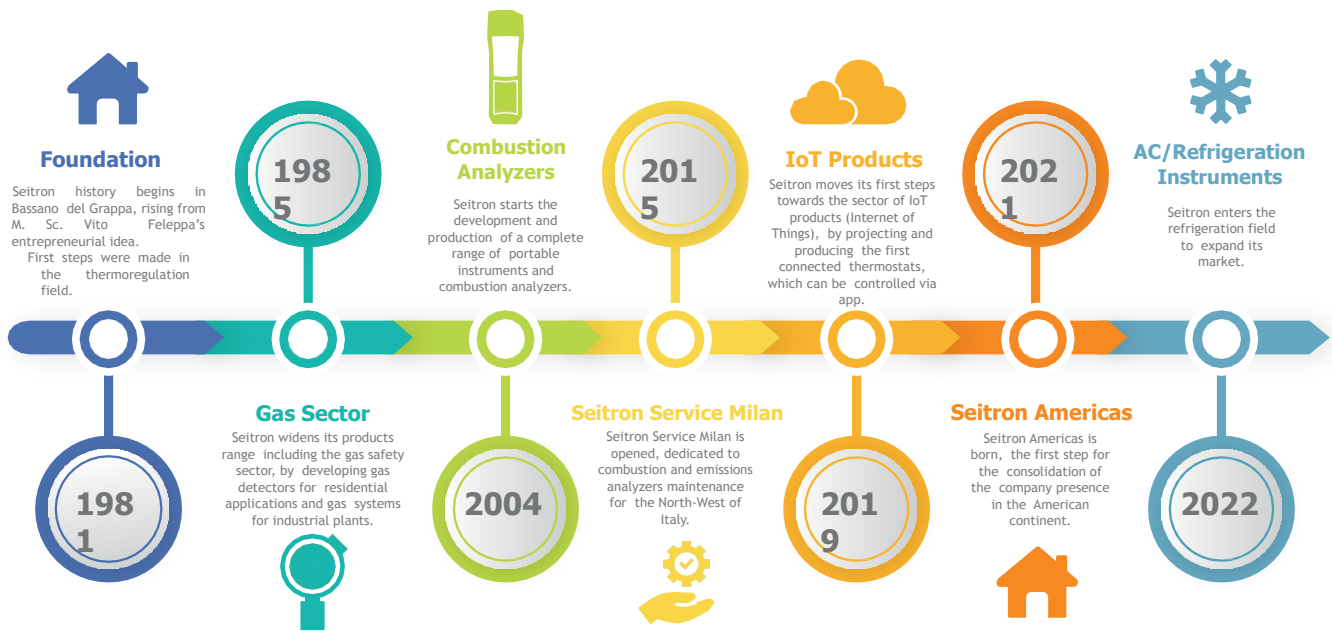 Foundation
Seitron history begins in
Bassano del Grappa, rising from
M. Sc. Vito Feleppa’s
entrepreneurial idea.
First steps were made in
the thermoregulation
field.
198
1
198
5
Gas Sector
Seitron widens its products
range including the gas safety
sector, by developing gas
detectors for residential
applications and gas systems
for industrial plants.
Combustion
Analyzers
Seitron starts the
development and
production of a complete
range of portable
instruments and
combustion analyzers.
2004
201
5
Seitron Service Milan
Seitron Service Milan is
opened, dedicated to
combustion and emissions
analyzers maintenance
for the North-West of
Italy.
IoT Products
Seitron moves its first steps
towards the sector of IoT
products (Internet of
Things), by projecting and
producing the first
connected thermostats,
which can be controlled via
app.
201
9
202
1
Seitron Americas
Seitron Americas is
born, the first step for
the consolidation of
the company presence
in the American
continent.
AC/Refrigeration
Instruments
Seitron enters the
refrigeration field
to expand its
market.
2022